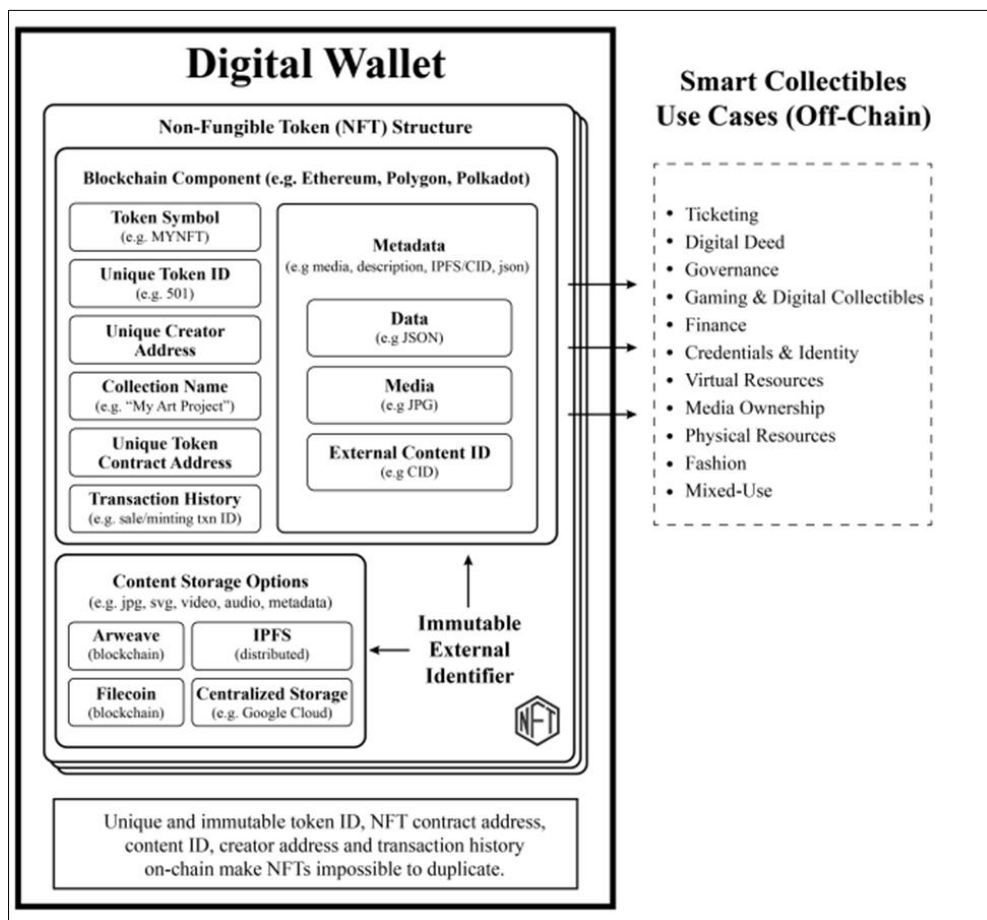 Digital Wallet
Non-Fungible Token (NFT) Structure
Blockchain Component (e.g. Ethereum, Polygon, Polkadot)
Token Symbol
(e.g. MYNFT)
Unique Token ID
(e.g. 501)
Unique Creator
Address
Collection Name
(e.g. “My Art Project”)
Unique Token
Contract Address
Transaction History
(e.g. sale/minting txn ID)
Metadata
(e.g media, description, IPFS/CID, json)
Data
(e.g JSON)
Media
(e.g JPG)
External Content ID
(e.g CID)
Content Storage Options
(e.g. jpg, svg, video, audio, metadata)
Arweave
(blockchain)
IPFS
(distributed)
Filecoin
(blockchain)
Centralized Storage
(e.g. Google Cloud)
Immutable
External
Identifier
NFT
Unique and immutable token ID, NFT contract address,
content ID, creator address and transaction history
on-chain make NFTs impossible to duplicate.
Smart Collectibles
Use Cases (Off-Chain)
• Ticketing
• Digital Deed
• Governance
• Gaming & Digital Collectibles
• Finance
• Credentials & Identity
• Virtual Resources
• Media Ownership
• Physical Resources
• Fashion
• Mixed-Use